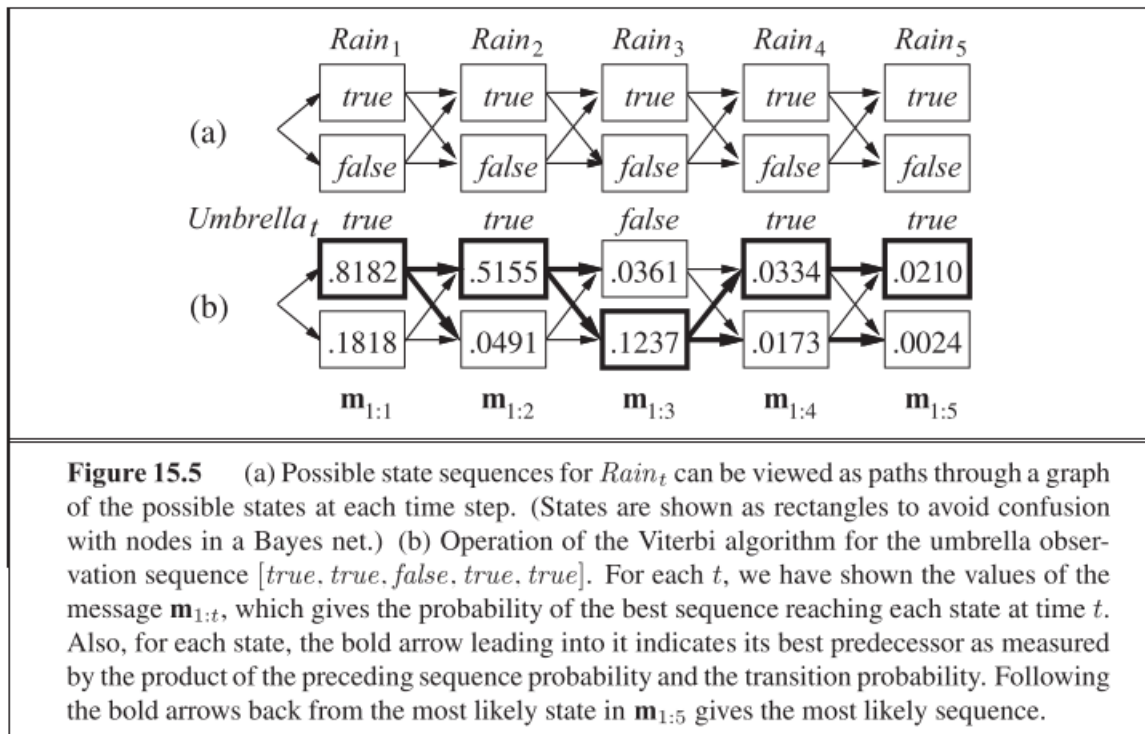 Rain1 Rain2 Rain3 Rain4 Rain5
true true true true true
(a)
false false false false false
Umbrella t true true false true true
.8182 .5155 .0361 .0334 .0210
(b)
.1818 .0491 .1237 .0173 .0024
m1:1 m1:2 m1:3 m1:4 m1:5
Figure 15.5 (a) Possible state sequences for Rain t can be viewed as paths through a graph
of the possible states at each time step. (States are shown as rectangles to avoid confusion
with nodes in a Bayes net.) (b) Operation of the Viterbi algorithm for the umbrella obser-
vation sequence [true. true. false. true. true]. For each t, we have shown the values of the
message m1:t, which gives the probability of the best sequence reaching each state at time t.
Also, for each state, the bold arrow leading into it indicates its best predecessor as measured
by the product of the preceding sequence probability and the transition probability. Following
the bold arrows back from the most likely state in m1:5 gives the most likely sequence.